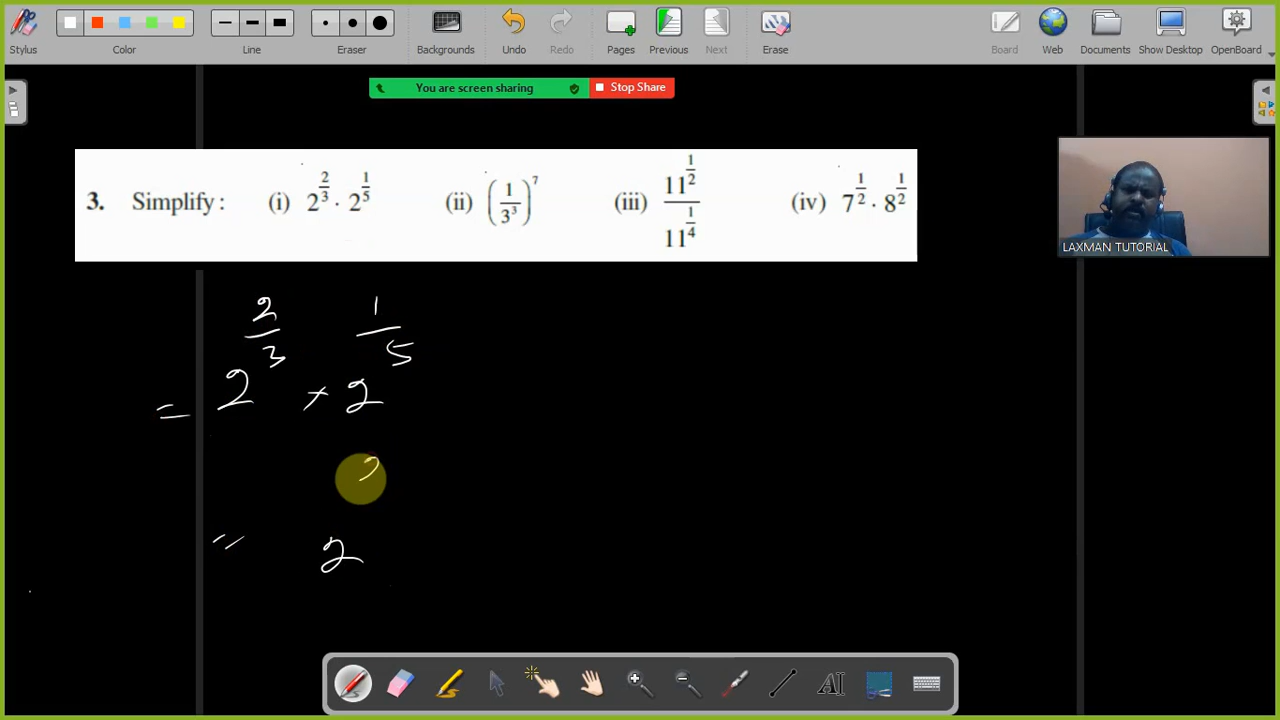 Stylus Color Line Eraser Backgrounds Undo Redo Pages Previous Next Erase Board Web Documents Show Desktop OpenBoard
You are screen sharing Stop Share
3. Simplify : (i) 2^(2/3) · 2^(1/5) (ii) (1/3³)^7 (iii) 11^(1/2) / 11^(1/4) (iv) 7^(1/2) · 8^(1/2)
LAXMAN TUTORIAL
= 2^(2/3) × 2^(1/5)
= 2^2